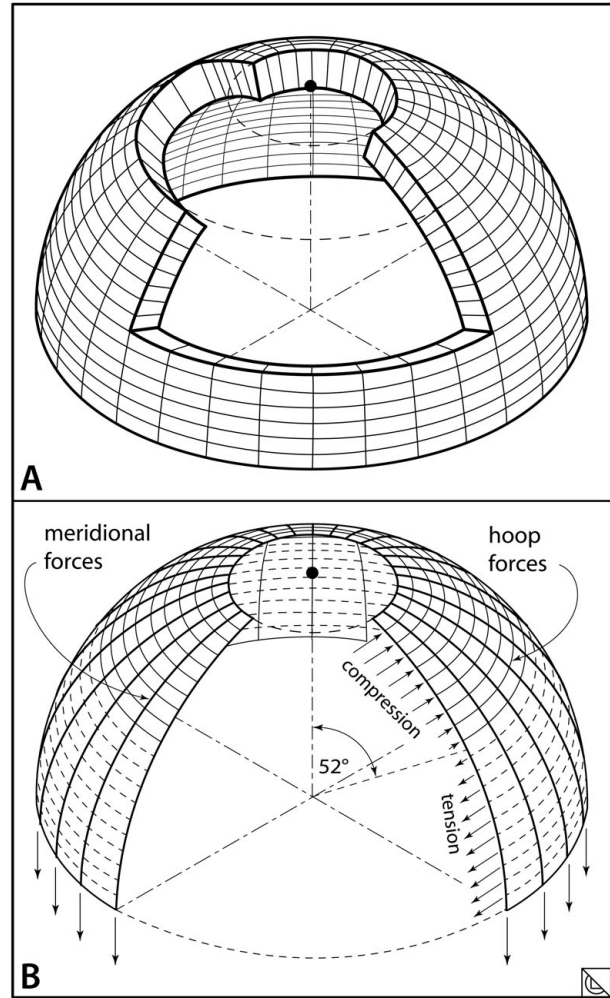 A
meridional
forces
hoop
forces
compression
52°
tension
B